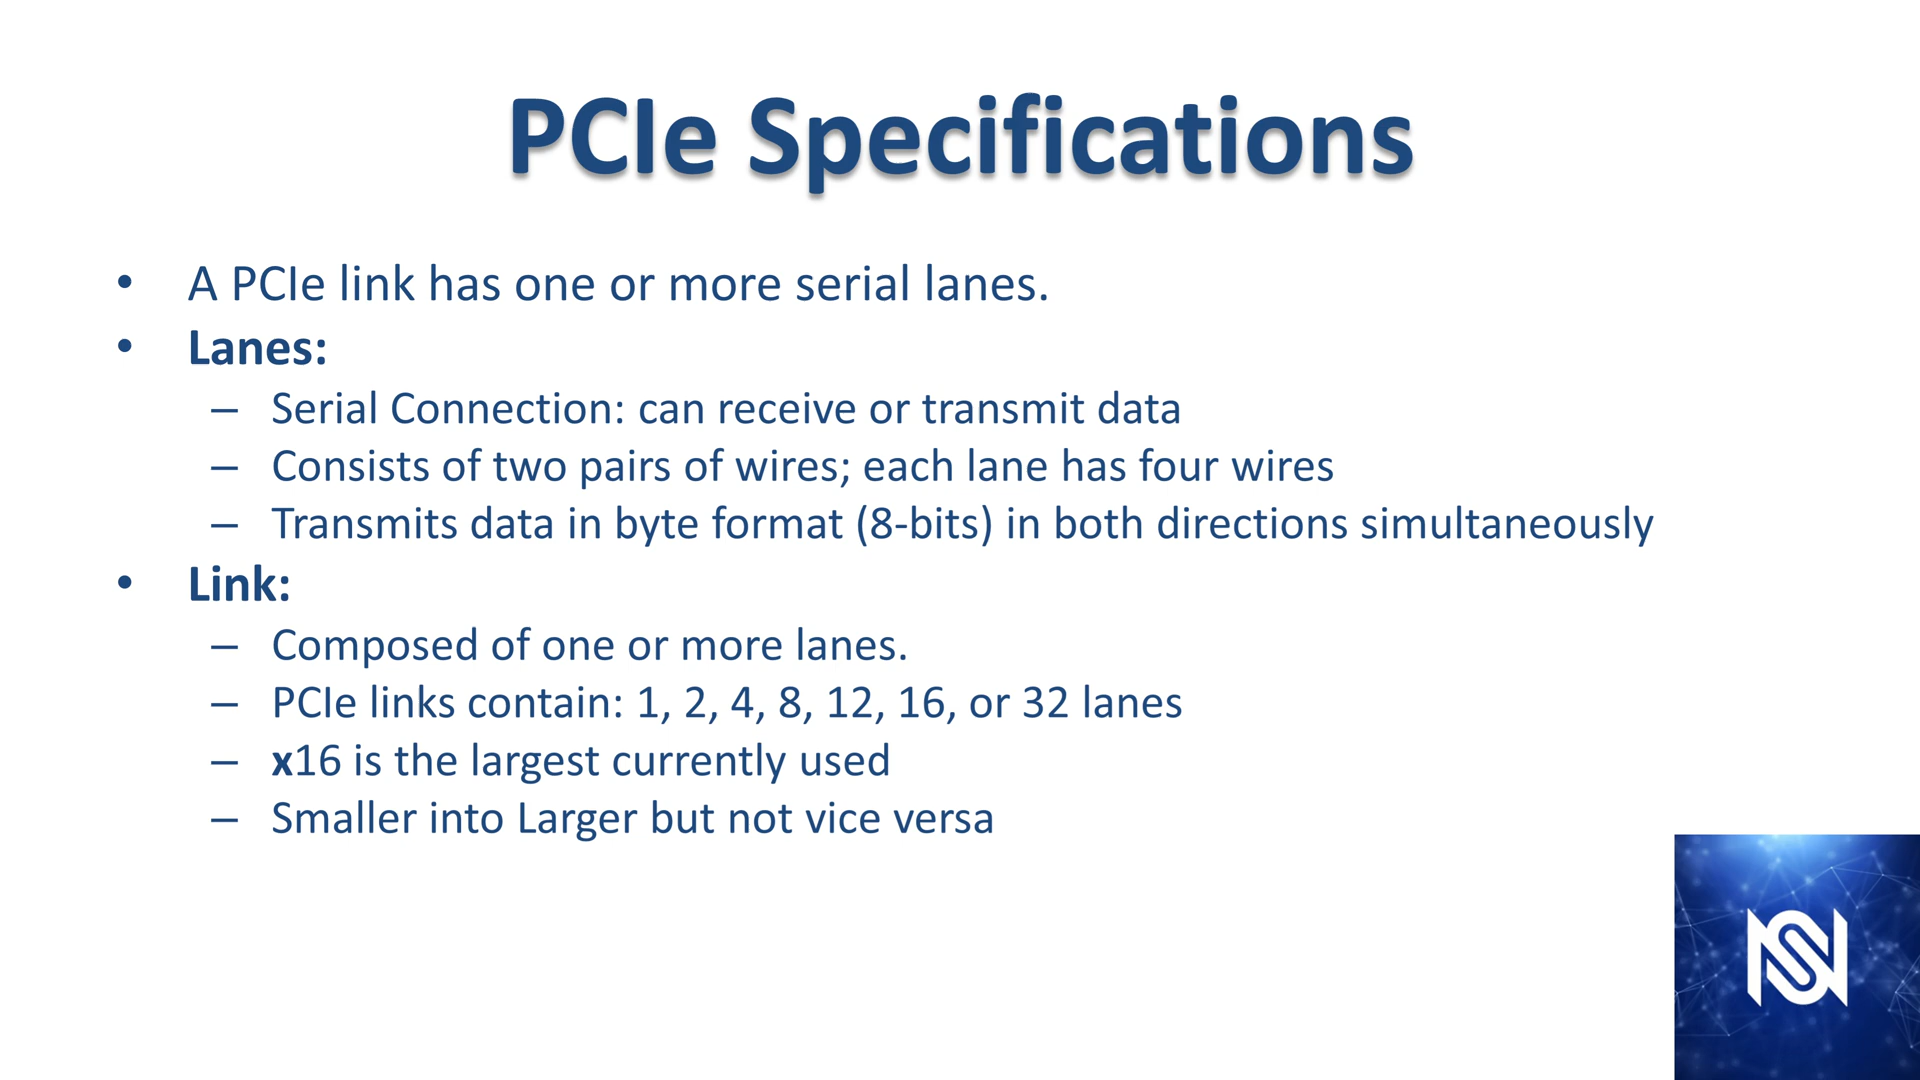 PCIe Specifications
• A PCIe link has one or more serial lanes.
• Lanes:
– Serial Connection: can receive or transmit data
– Consists of two pairs of wires; each lane has four wires
– Transmits data in byte format (8-bits) in both directions simultaneously
• Link:
– Composed of one or more lanes.
– PCIe links contain: 1, 2, 4, 8, 12, 16, or 32 lanes
– x16 is the largest currently used
– Smaller into Larger but not vice versa